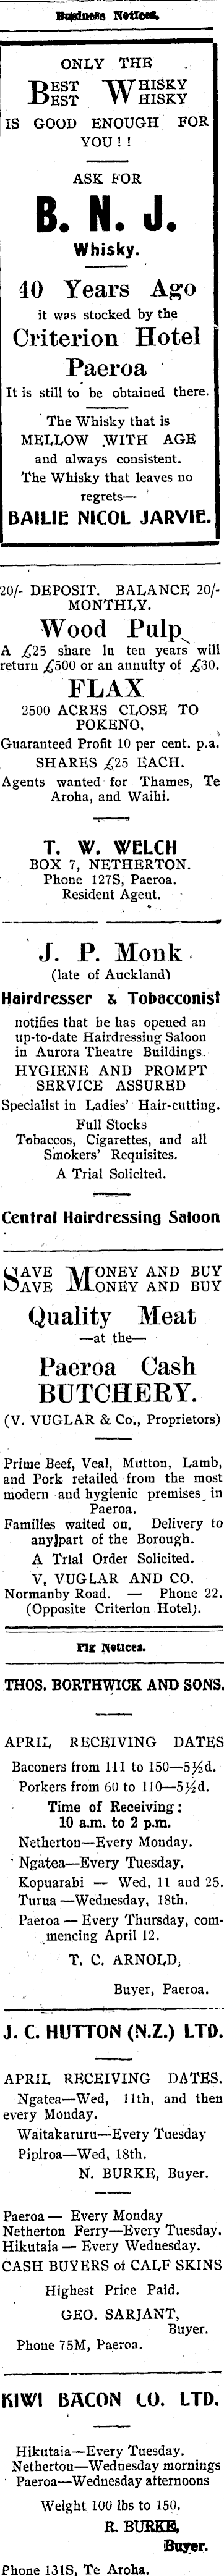 Business Notices.
ONLY THE
BEST WHISKY
BEST WHISKY
IS GOOD ENOUGH FOR
YOU ! !
ASK FOR
B. N. J.
Whisky.
40 Years Ago
it was stocked by the
Criterion Hotel
Paeroa
It is still to be obtained there.
The Whisky that is
MELLOW WITH AGE
and always consistent.
The Whisky that leaves no
regrets—
BAILIE NICOL JARVIE.
20/- DEPOSIT. BALANCE 20/-
MONTHLY.
Wood Pulp
A £25 share in ten years will
return £500 or an annuity of £30.
FLAX
2500 ACRES CLOSE TO
POKENO,
Guaranteed Profit 10 per cent. p.a.
SHARES £25 EACH.
Agents wanted for Thames, Te
Aroha, and Waihi.
T. W. WELCH
BOX 7, NETHERTON.
Phone 127S, Paeroa.
Resident Agent.
J. P. Monk
(late of Auckland)
Hairdresser & Tobacconist
notifies that he has opened an
up-to-date Hairdressing Saloon
in Aurora Theatre Buildings.
HYGIENE AND PROMPT
SERVICE ASSURED
Specialist in Ladies' Hair-cutting.
Full Stocks
Tobaccos, Cigarettes, and all
Smokers' Requisites.
A Trial Solicited.
Central Hairdressing Saloon
SAVE MONEY AND BUY
SAVE MONEY AND BUY
Quality Meat
—at the—
Paeroa Cash
BUTCHERY.
(V. VUGLAR & Co., Proprietors)
Prime Beef, Veal, Mutton, Lamb,
and Pork retailed from the most
modern and hygienic premises in
Paeroa.
Families waited on. Delivery to
any part of the Borough.
A Trial Order Solicited.
V. VUGLAR AND CO.
Normanby Road. — Phone 22.
(Opposite Criterion Hotel).
Pig Notices.
THOS. BORTHWICK AND SONS.
APRIL RECEIVING DATES
Baconers from 111 to 150—5½d.
Porkers from 60 to 110—5½d.
Time of Receiving:
10 a.m. to 2 p.m.
Netherton—Every Monday.
Ngatea—Every Tuesday.
Kopuarahi — Wed, 11 and 25.
Turua—Wednesday, 18th.
Paeroa — Every Thursday, com-
mencing April 12.
T. C. ARNOLD,
Buyer, Paeroa.
J. C. HUTTON (N.Z.) LTD.
APRIL RECEIVING DATES.
Ngatea—Wed, 11th, and then
every Monday.
Waitakaruru—Every Tuesday
Pipiroa—Wed, 18th.
N. BURKE, Buyer.
Paeroa — Every Monday
Netherton Ferry—Every Tuesday.
Hikutaia — Every Wednesday.
CASH BUYERS of CALF SKINS
Highest Price Paid.
GEO. SARJANT,
Buyer.
Phone 75M, Paeroa.
KIWI BACON CO. LTD.
Hikutaia—Every Tuesday.
Netherton—Wednesday mornings
Paeroa—Wednesday afternoons
Weight 100 lbs to 150.
R. BURKE,
Buyer.
Phone 131S, Te Aroha.